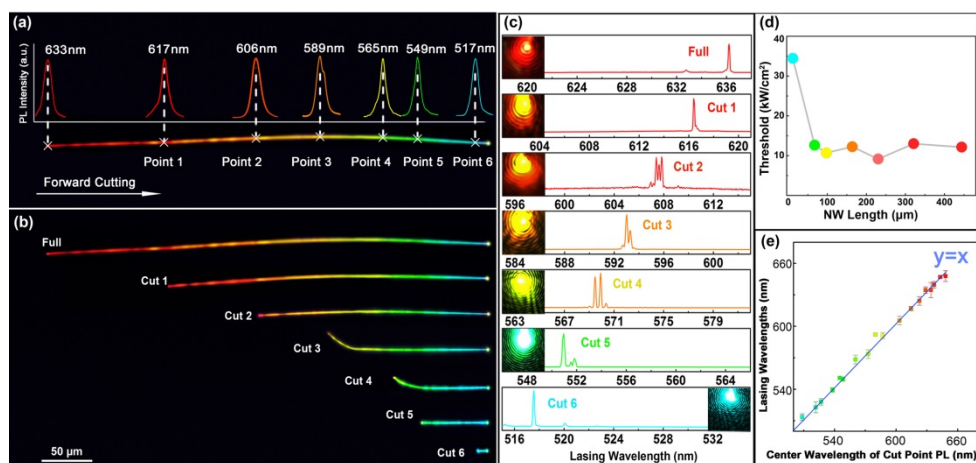 (a)
633nm 617nm 606nm 589nm 565nm 549nm 517nm
PL Intensity (a.u.)
Point 1 Point 2 Point 3 Point 4 Point 5 Point 6
Forward Cutting
(b)
Full
Cut 1
Cut 2
Cut 3
Cut 4
Cut 5
Cut 6
50 μm
(c)
Full
620 624 628 632 636
Cut 1
604 608 612 616 620
Cut 2
596 600 604 608 612
Cut 3
584 588 592 596 600
Cut 4
563 567 571 575 579
Cut 5
548 552 556 560 564
Cut 6
516 520 524 528 532
Lasing Wavelength (nm)
(d)
Threshold (kW/cm²)
40
30
20
10
0 100 200 300 400
NW Length (μm)
(e)
y=x
Lasing Wavelengths (nm)
660
600
540
540 600 660
Center Wavelength of Cut Point PL (nm)